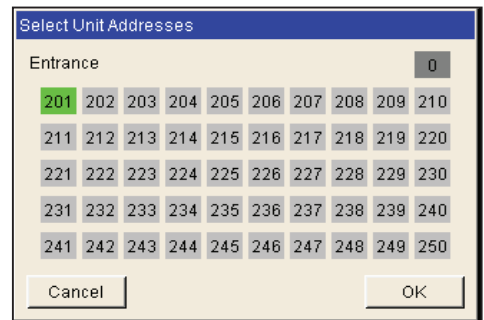 Select Unit Addresses
Entrance 0
201 202 203 204 205 206 207 208 209 210
211 212 213 214 215 216 217 218 219 220
221 222 223 224 225 226 227 228 229 230
231 232 233 234 235 236 237 238 239 240
241 242 243 244 245 246 247 248 249 250
Cancel OK